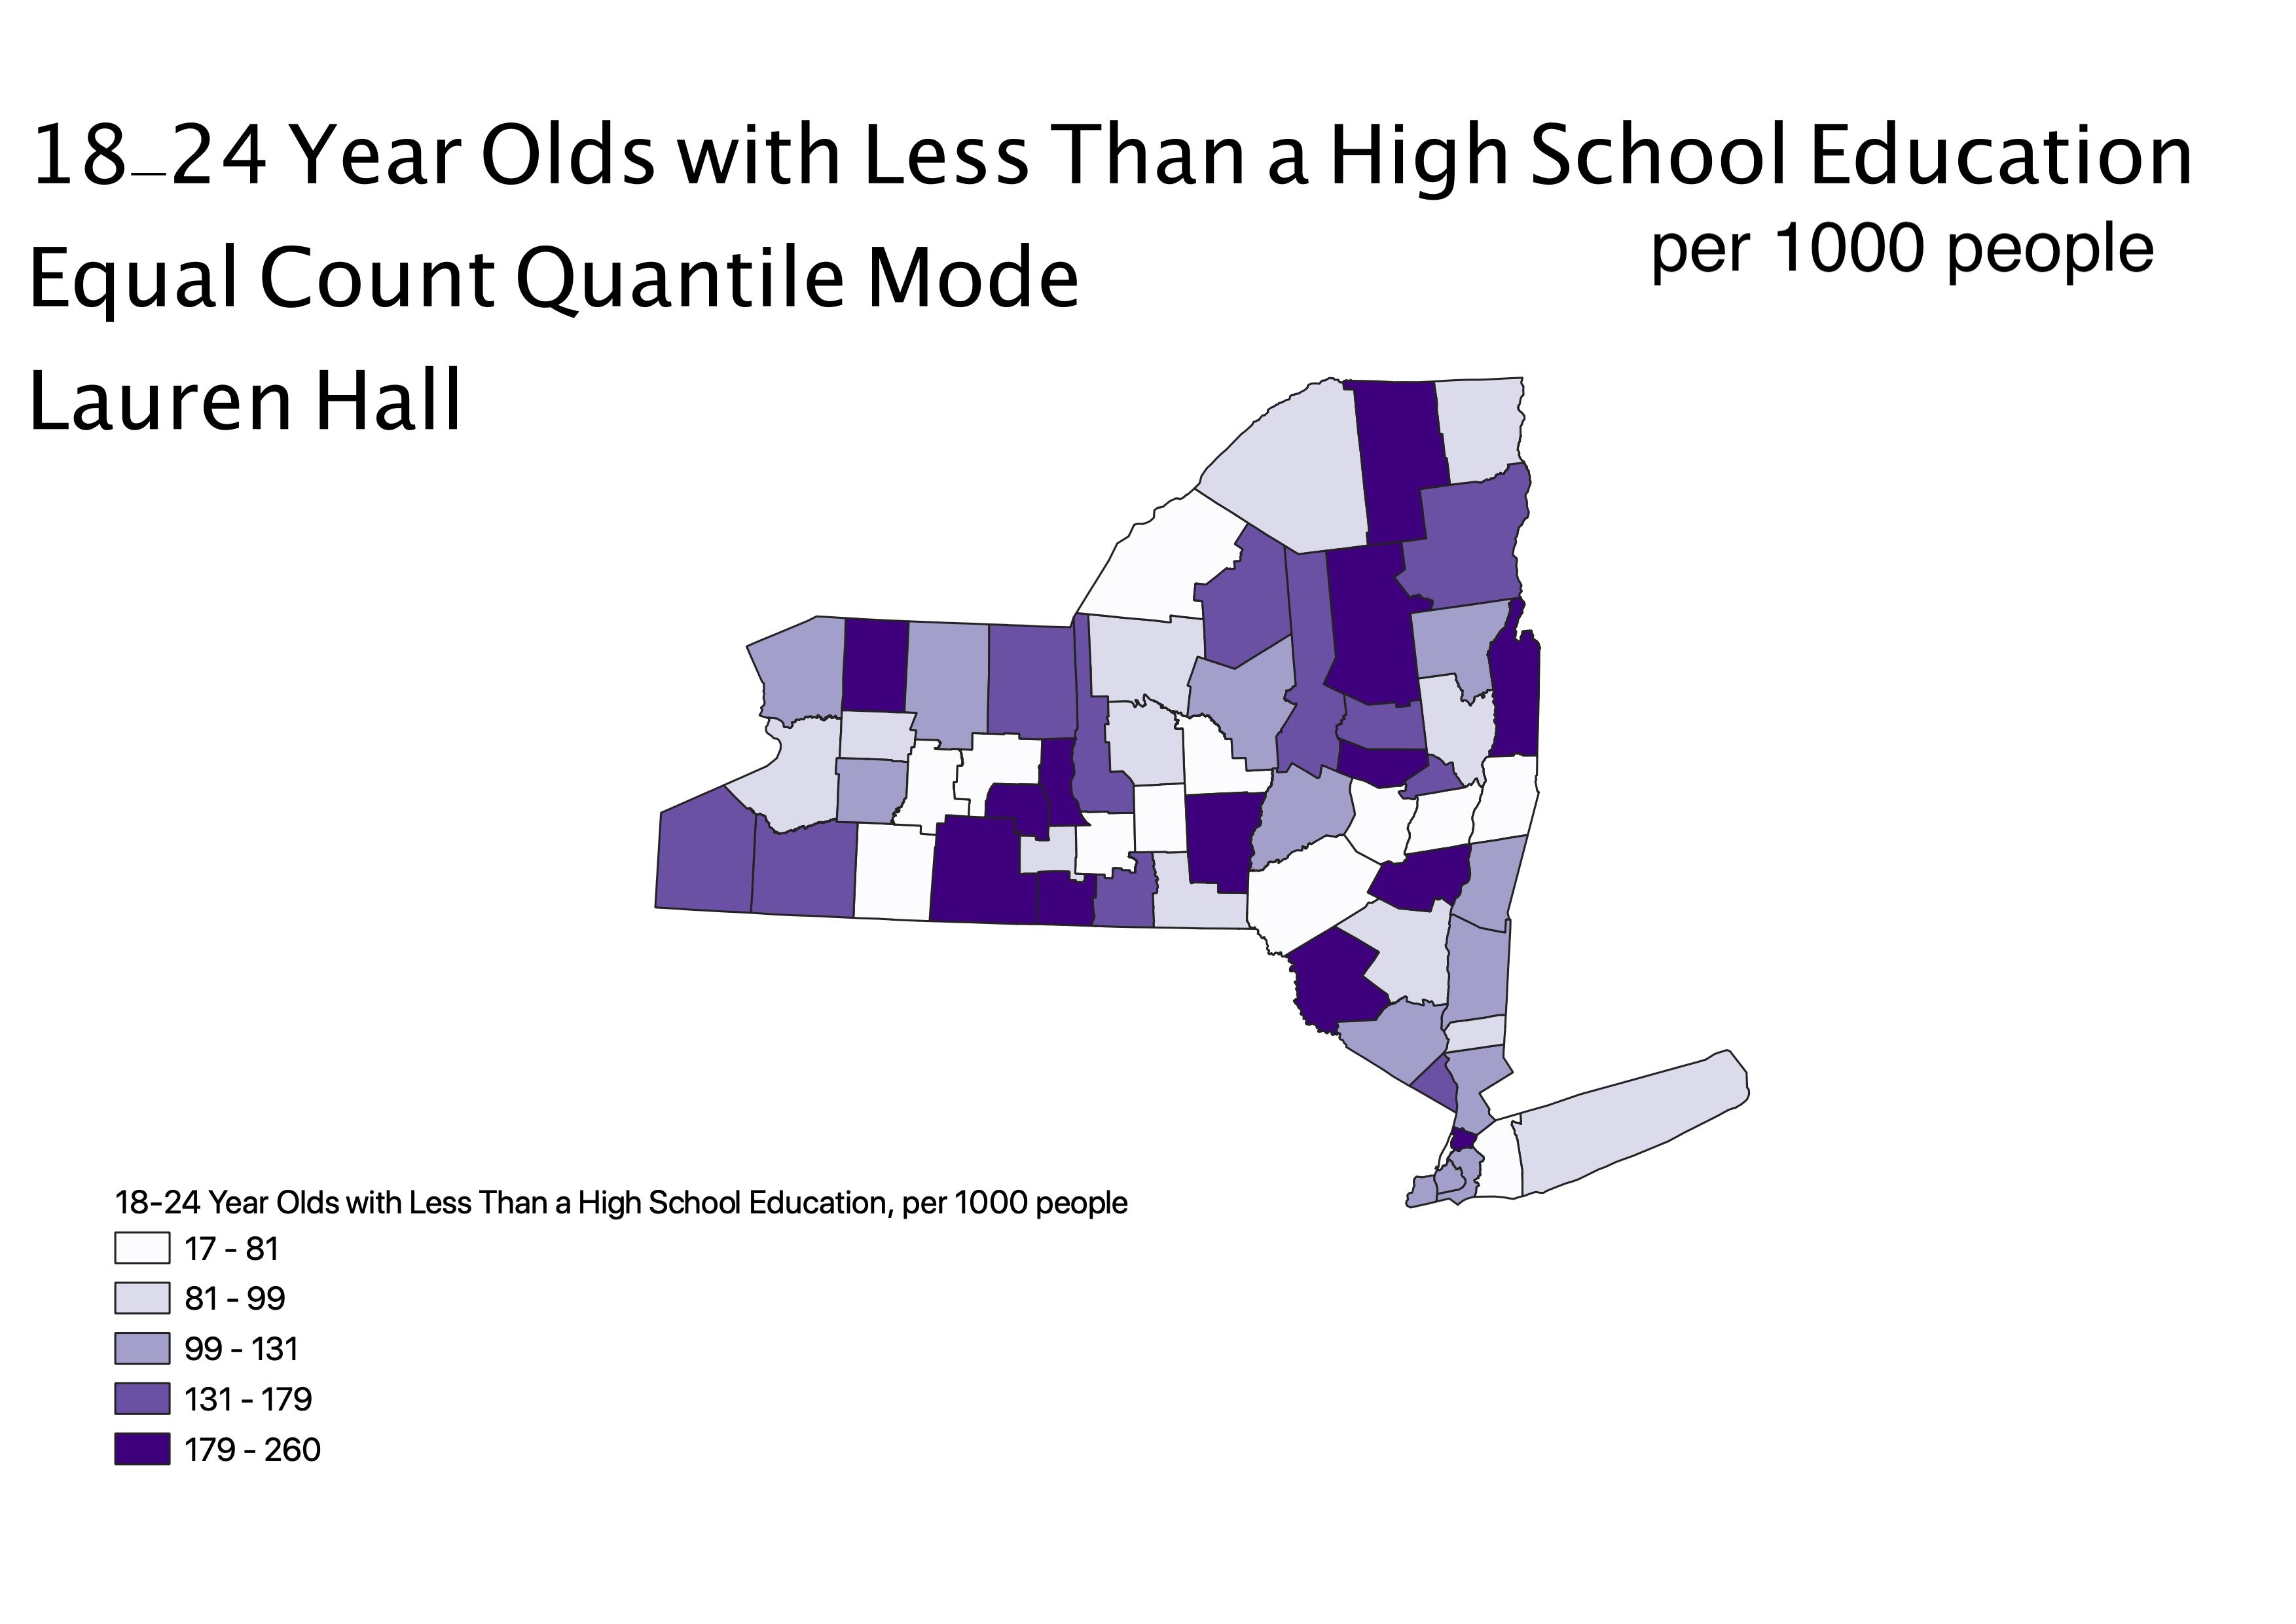 18–24 Year Olds with Less Than a High School Education
per 1000 people
Equal Count Quantile Mode
Lauren Hall
18-24 Year Olds with Less Than a High School Education, per 1000 people
17 - 81
81 - 99
99 - 131
131 - 179
179 - 260